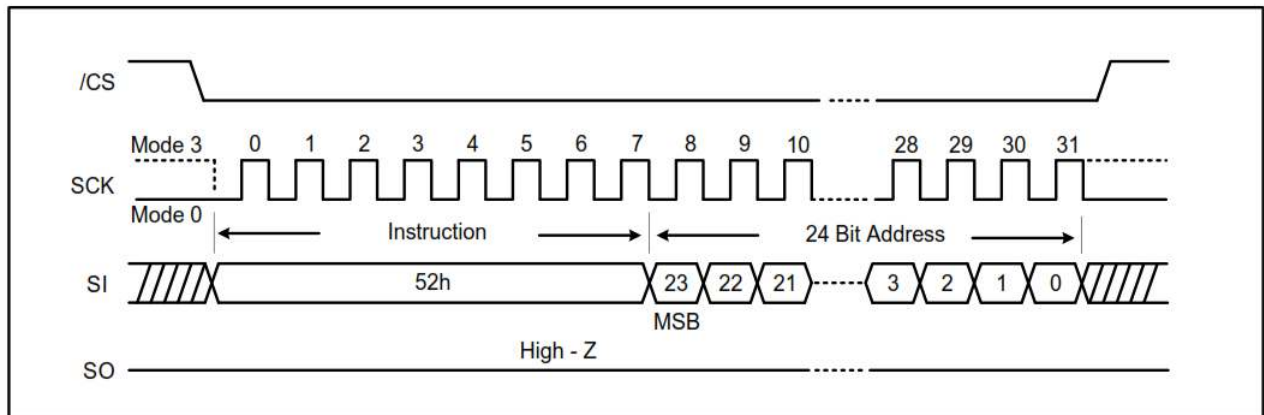 /CS
Mode 3 0 1 2 3 4 5 6 7 8 9 10 28 29 30 31
SCK
Mode 0
Instruction 24 Bit Address
SI 52h 23 22 21 3 2 1 0
MSB
High - Z
SO